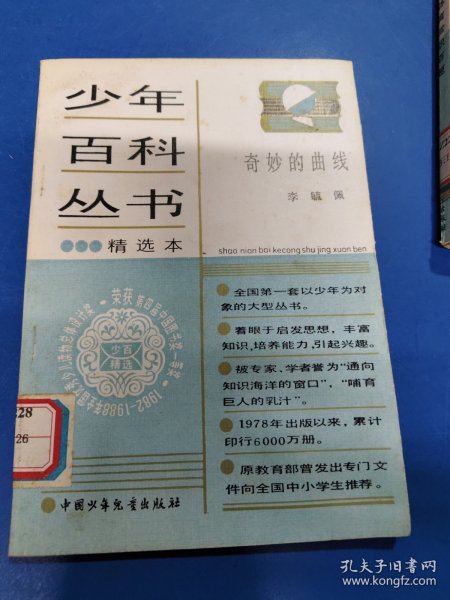 少年
百科
丛书
精选本
奇妙的曲线
李毓佩
shao nian bai kecong shu jing xuan ben
全国第一套以少年为对
象的大型丛书。
着眼于启发思想，丰富
知识，培养能力，引起兴趣。
被专家、学者誉为“通向
知识海洋的窗口”，“哺育
巨人的乳汁”。
1978年出版以来，累计
印行6000万册。
原教育部曾发出专门文
件向全国中小学生推荐。
荣获
少百
精选
中国少年儿童出版社
28
26
孔夫子旧书网
www.kongfz.com